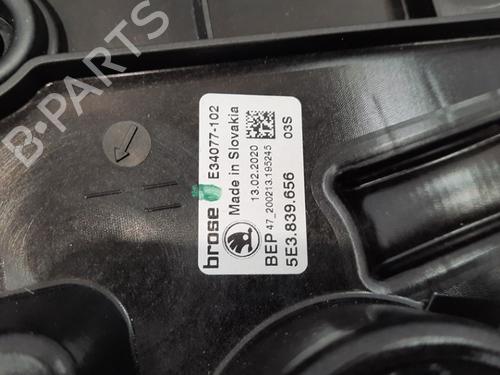 brose E34077-102
Made in Slovakia
13.02.2020 03S
BEP 47_200213.195245
5E3.839.656
B-PARTS